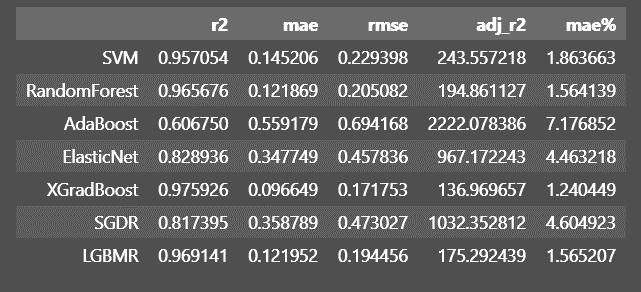 r2 mae rmse adj_r2 mae%
SVM 0.957054 0.145206 0.229398 243.557218 1.863663
RandomForest 0.965676 0.121869 0.205082 194.861127 1.564139
AdaBoost 0.606750 0.559179 0.694168 2222.078386 7.176852
ElasticNet 0.828936 0.347749 0.457836 967.172243 4.463218
XGradBoost 0.975926 0.096649 0.171753 136.969657 1.240449
SGDR 0.817395 0.358789 0.473027 1032.352812 4.604923
LGBMR 0.969141 0.121952 0.194456 175.292439 1.565207